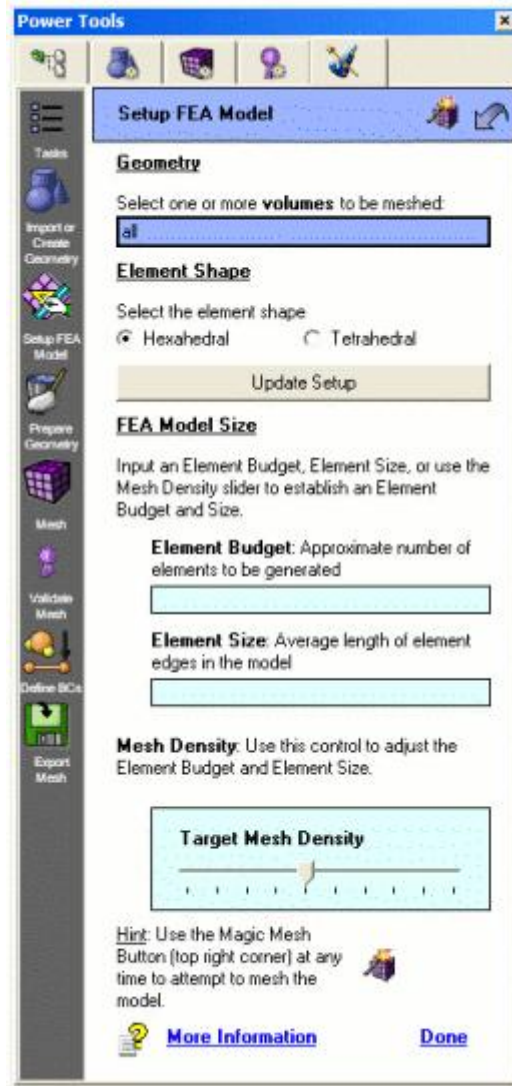 Power Tools
Tasks
Import or
Create
Geometry
Setup FEA
Model
Prepare
Geometry
Mesh
Validate
Mesh
Define BCs
Export
Mesh
Setup FEA Model
Geometry
Select one or more volumes to be meshed:
all
Element Shape
Select the element shape
Hexahedral
Tetrahedral
Update Setup
FEA Model Size
Input an Element Budget, Element Size, or use the
Mesh Density slider to establish an Element
Budget and Size.
Element Budget: Approximate number of
elements to be generated
Element Size: Average length of element
edges in the model
Mesh Density: Use this control to adjust the
Element Budget and Element Size.
Target Mesh Density
Hint: Use the Magic Mesh
Button (top right corner) at any
time to attempt to mesh the
model.
More Information
Done